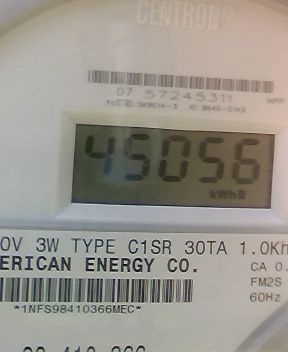 CENTRON
07 57245311
45056
kWh
0V 3W TYPE C1SR 30TA 1.0Kh
ERICAN ENERGY CO.
CA 0.
FM2S
60Hz
*1NFS98410366MEC*